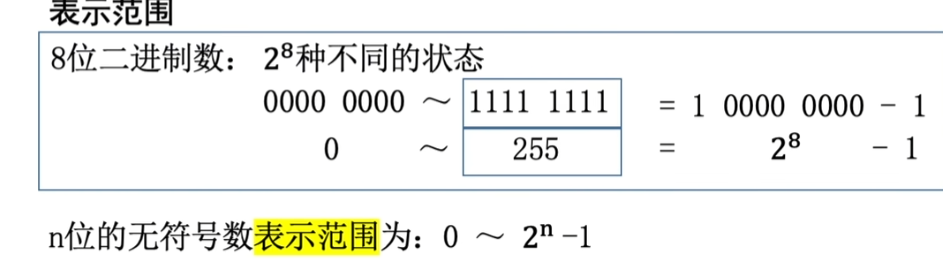 表示范围
8位二进制数： 2⁸种不同的状态
0000 0000 ～ 1111 1111 = 1 0000 0000 - 1
0 ～ 255 = 2⁸ - 1
n位的无符号数表示范围为：0 ～ 2ⁿ -1